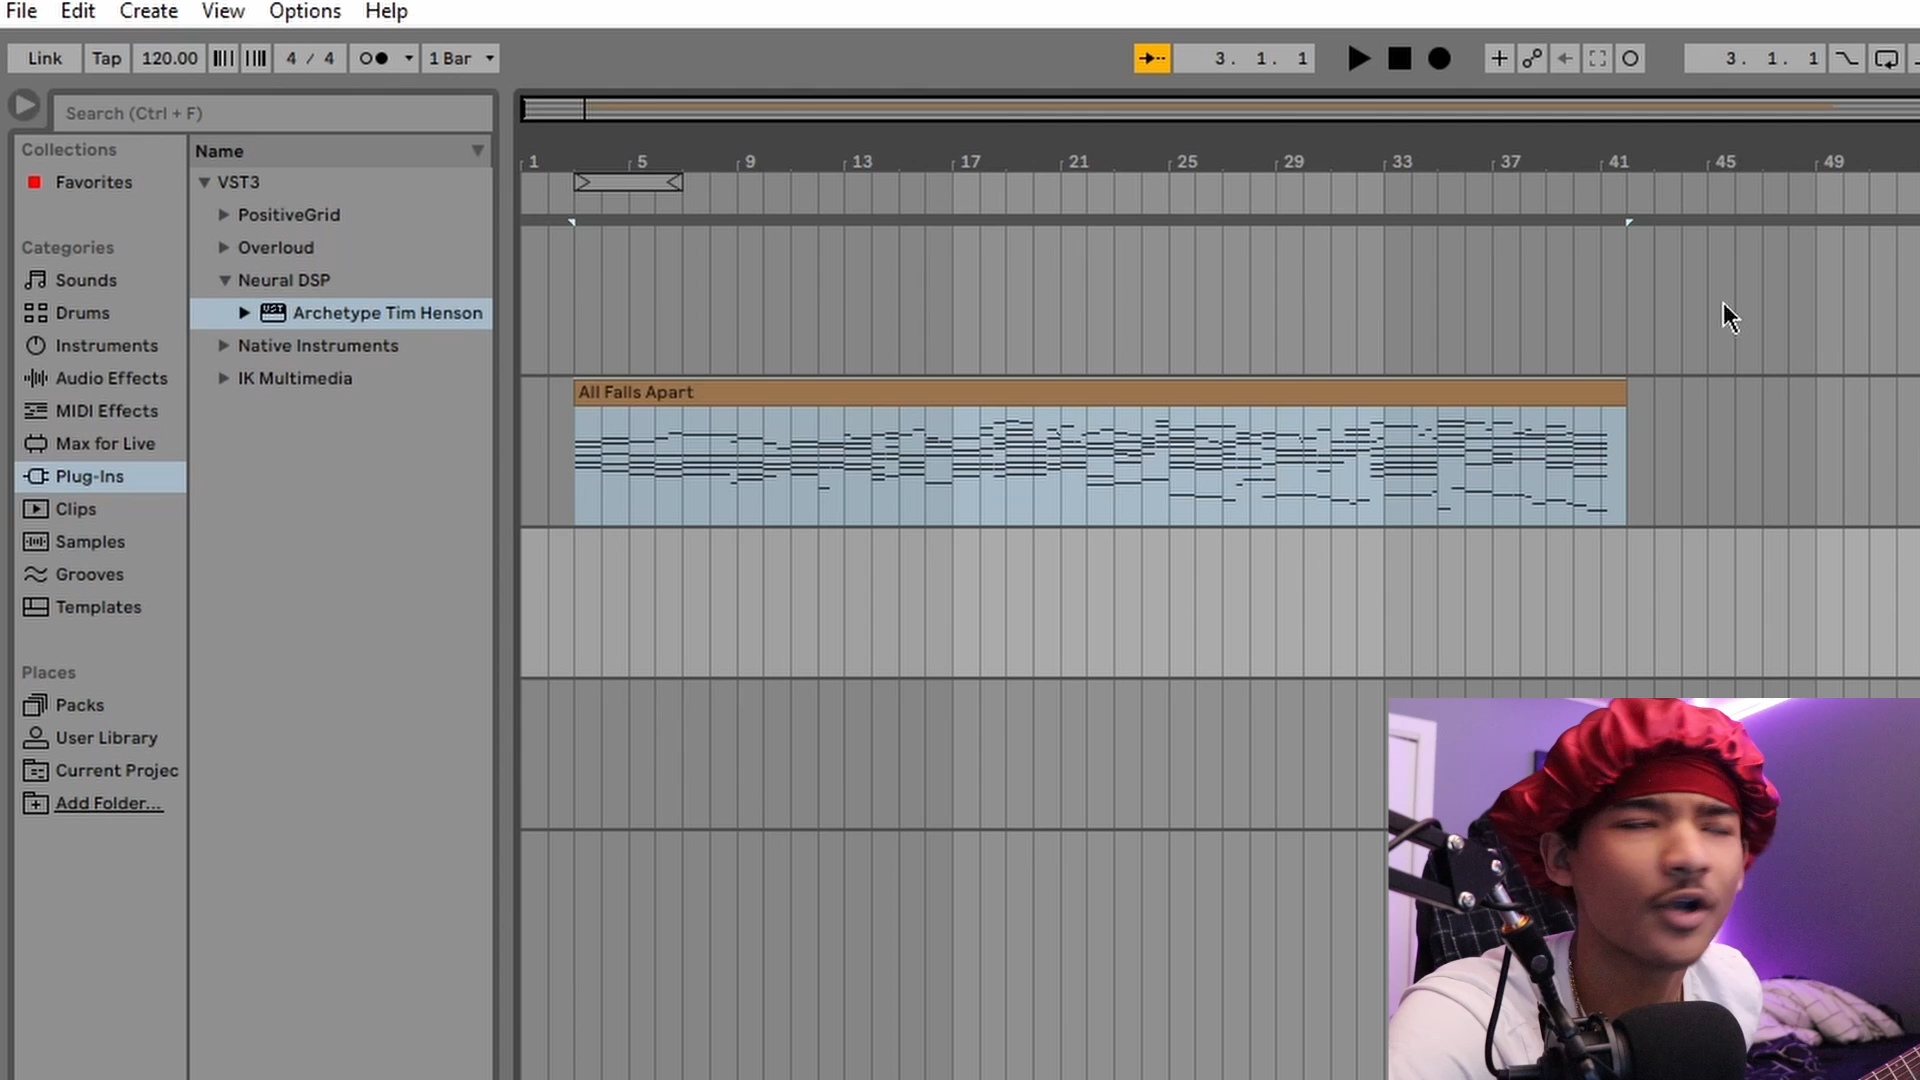 File Edit Create View Options Help
Link Tap 120.00 4 / 4 1 Bar 3. 1. 1 3. 1. 1
Search (Ctrl + F)
Collections
Favorites
Categories
Sounds
Drums
Instruments
Audio Effects
MIDI Effects
Max for Live
Plug-Ins
Clips
Samples
Grooves
Templates
Places
Packs
User Library
Current Projec
Add Folder...
Name
VST3
PositiveGrid
Overloud
Neural DSP
VST Archetype Tim Henson
Native Instruments
IK Multimedia
1 5 9 13 17 21 25 29 33 37 41 45 49
All Falls Apart